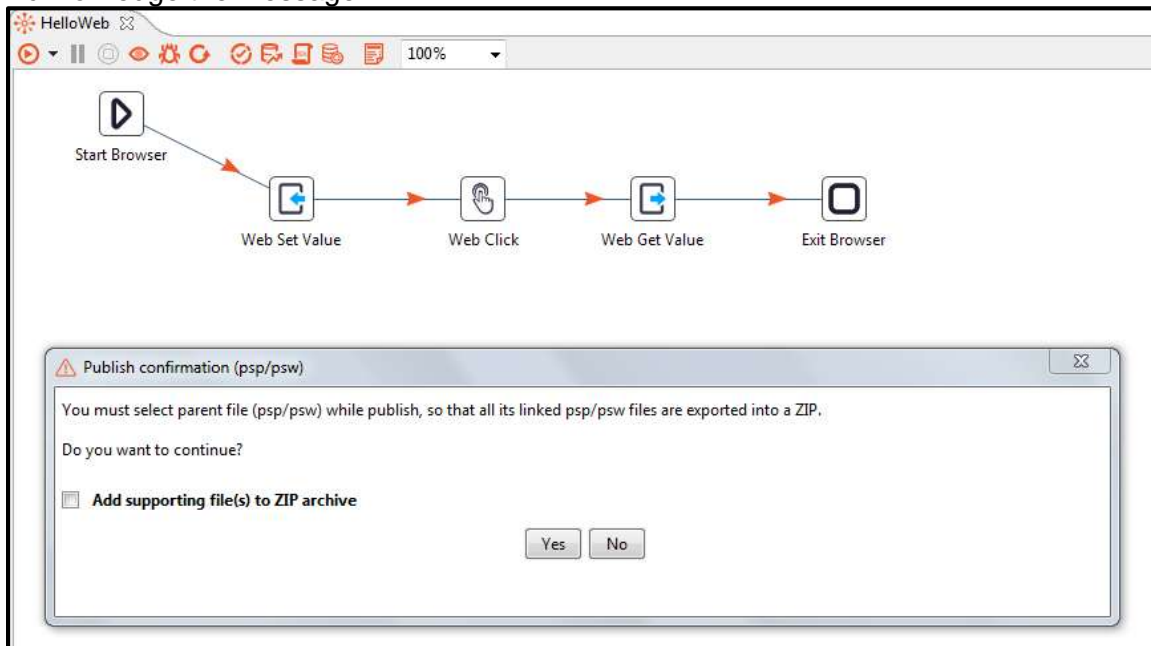 HelloWeb
100%
Start Browser
Web Set Value
Web Click
Web Get Value
Exit Browser
Publish confirmation (psp/psw)
You must select parent file (psp/psw) while publish, so that all its linked psp/psw files are exported into a ZIP.
Do you want to continue?
Add supporting file(s) to ZIP archive
Yes
No